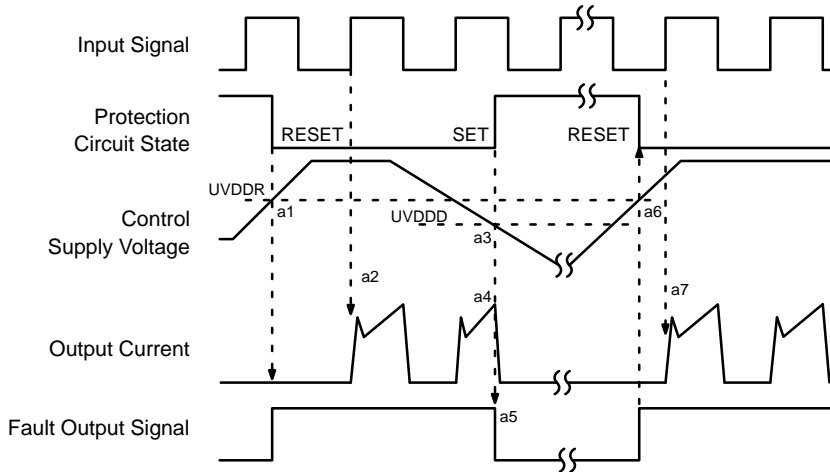 Input Signal
Protection
Circuit State
RESET
SET
RESET
UVDDR
a1
a6
Control
Supply Voltage
UVDDD
a3
a2
a4
a7
Output Current
a5
Fault Output Signal